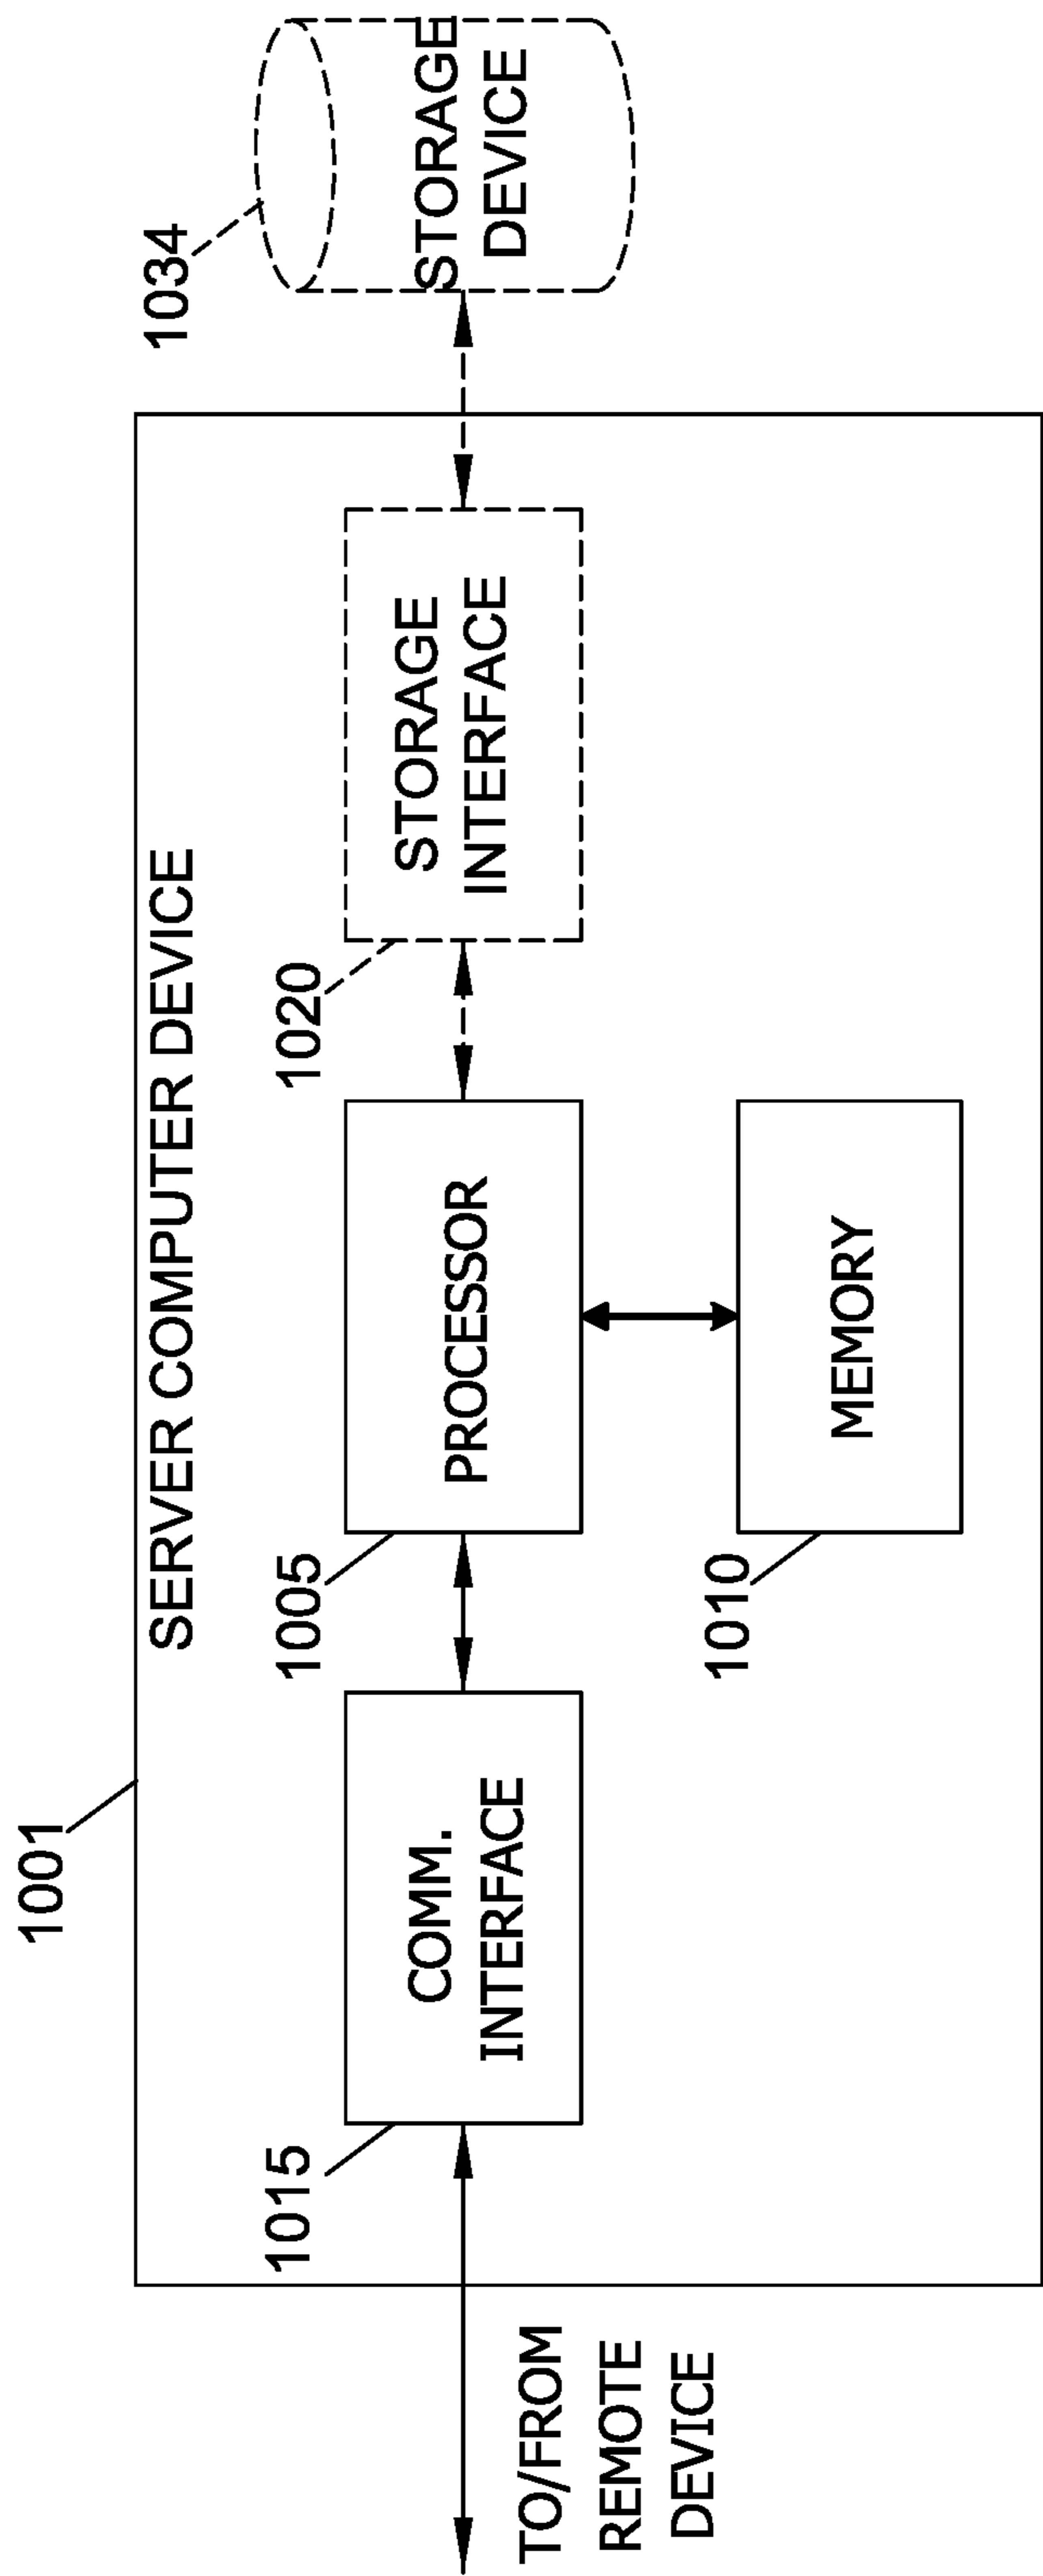 1001
SERVER COMPUTER DEVICE
1034
1015
1005
1020
COMM.
INTERFACE
PROCESSOR
STORAGE
INTERFACE
STORAGE
DEVICE
TO/FROM
REMOTE
DEVICE
1010
MEMORY